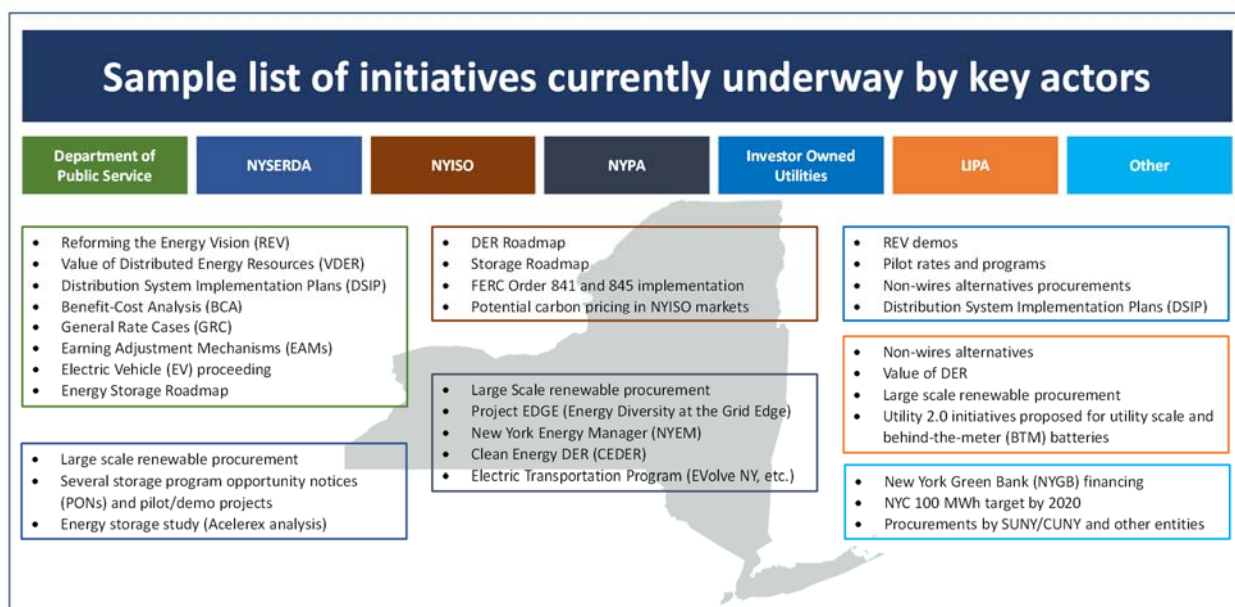 Sample list of initiatives currently underway by key actors
Department of
Public Service
NYSERDA
NYISO
NYPA
Investor Owned
Utilities
LIPA
Other
• Reforming the Energy Vision (REV)
• Value of Distributed Energy Resources (VDER)
• Distribution System Implementation Plans (DSIP)
• Benefit-Cost Analysis (BCA)
• General Rate Cases (GRC)
• Earning Adjustment Mechanisms (EAMs)
• Electric Vehicle (EV) proceeding
• Energy Storage Roadmap
• Large scale renewable procurement
• Several storage program opportunity notices
(PONs) and pilot/demo projects
• Energy storage study (Acelerex analysis)
• DER Roadmap
• Storage Roadmap
• FERC Order 841 and 845 implementation
• Potential carbon pricing in NYISO markets
• Large Scale renewable procurement
• Project EDGE (Energy Diversity at the Grid Edge)
• New York Energy Manager (NYEM)
• Clean Energy DER (CEDER)
• Electric Transportation Program (EVolve NY, etc.)
• REV demos
• Pilot rates and programs
• Non-wires alternatives procurements
• Distribution System Implementation Plans (DSIP)
• Non-wires alternatives
• Value of DER
• Large scale renewable procurement
• Utility 2.0 initiatives proposed for utility scale and
behind-the-meter (BTM) batteries
• New York Green Bank (NYGB) financing
• NYC 100 MWh target by 2020
• Procurements by SUNY/CUNY and other entities